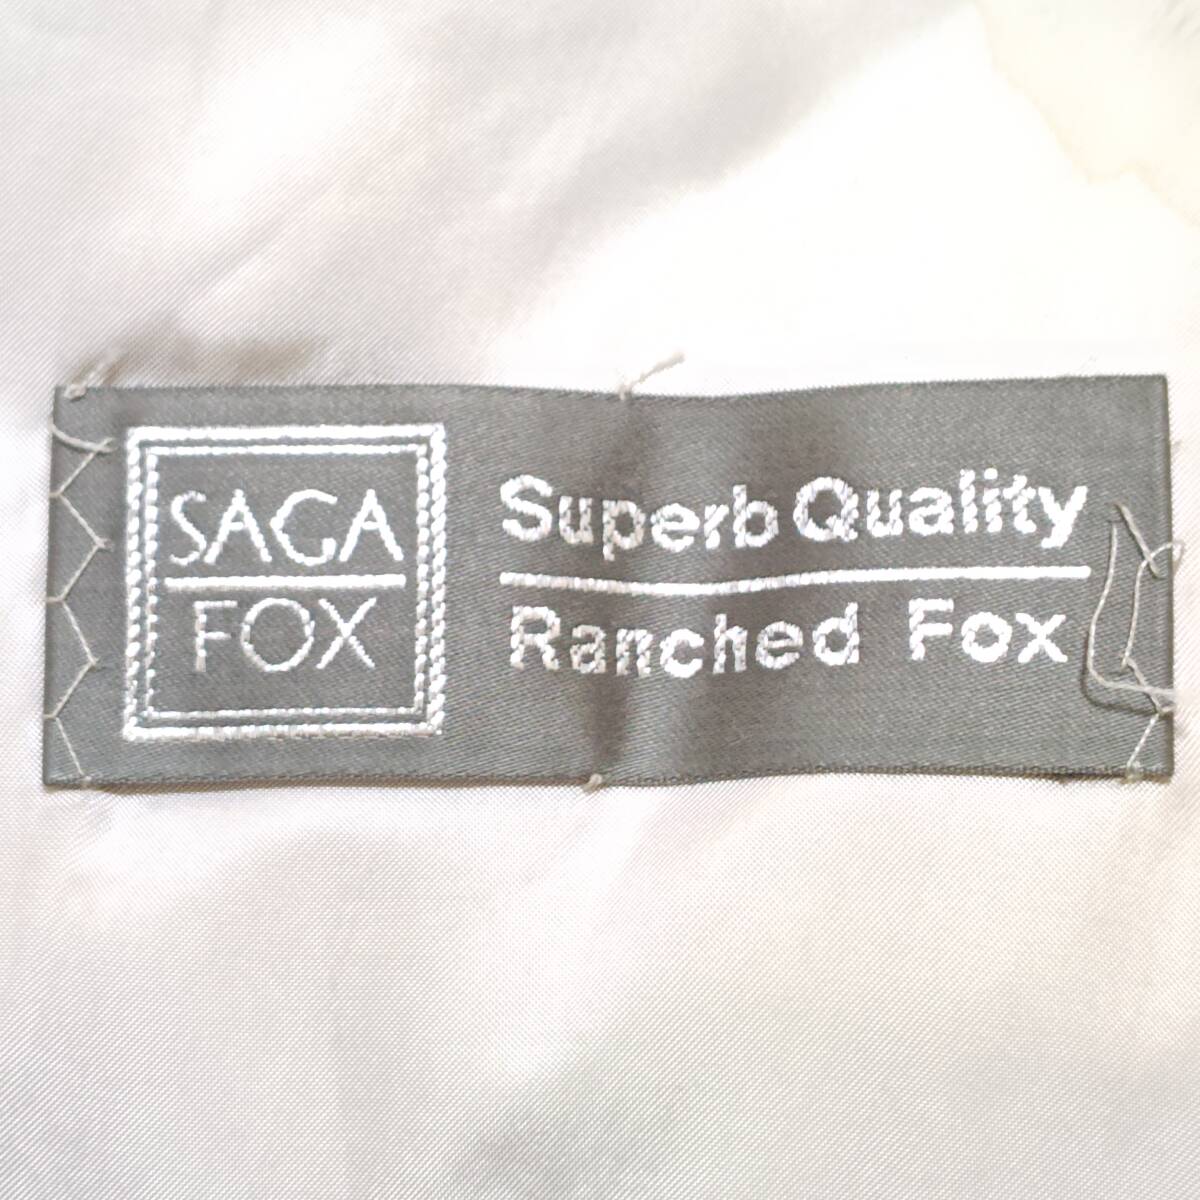 SAGA
FOX
Superb Quality
Ranched Fox